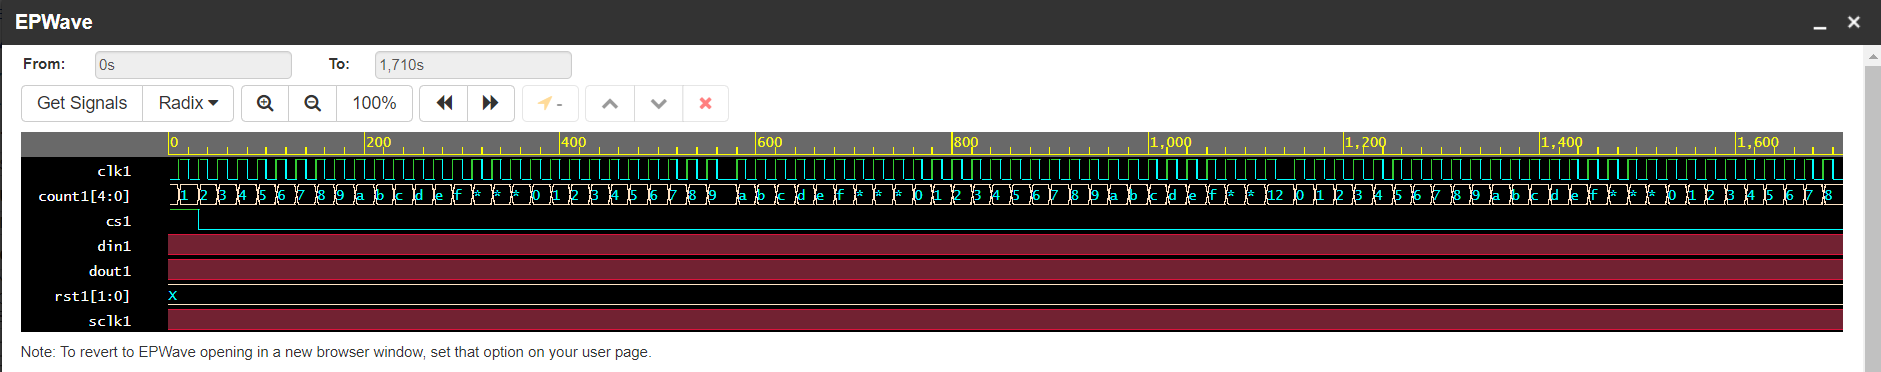 EPWave
From: 0s To: 1,710s
Get Signals Radix 100% -
0 200 400 600 800 1,000 1,200 1,400 1,600
clk1
count1[4:0] 1 2 3 4 5 6 7 8 9 a b c d e f * * * 0 1 2 3 4 5 6 7 8 9 a b c d e f * * * 0 1 2 3 4 5 6 7 8 9 a b c d e f * * 12 0 1 2 3 4 5 6 7 8 9 a b c d e f * * * 0 1 2 3 4 5 6 7 8
cs1
din1
dout1
rst1[1:0] X
sclk1
Note: To revert to EPWave opening in a new browser window, set that option on your user page.